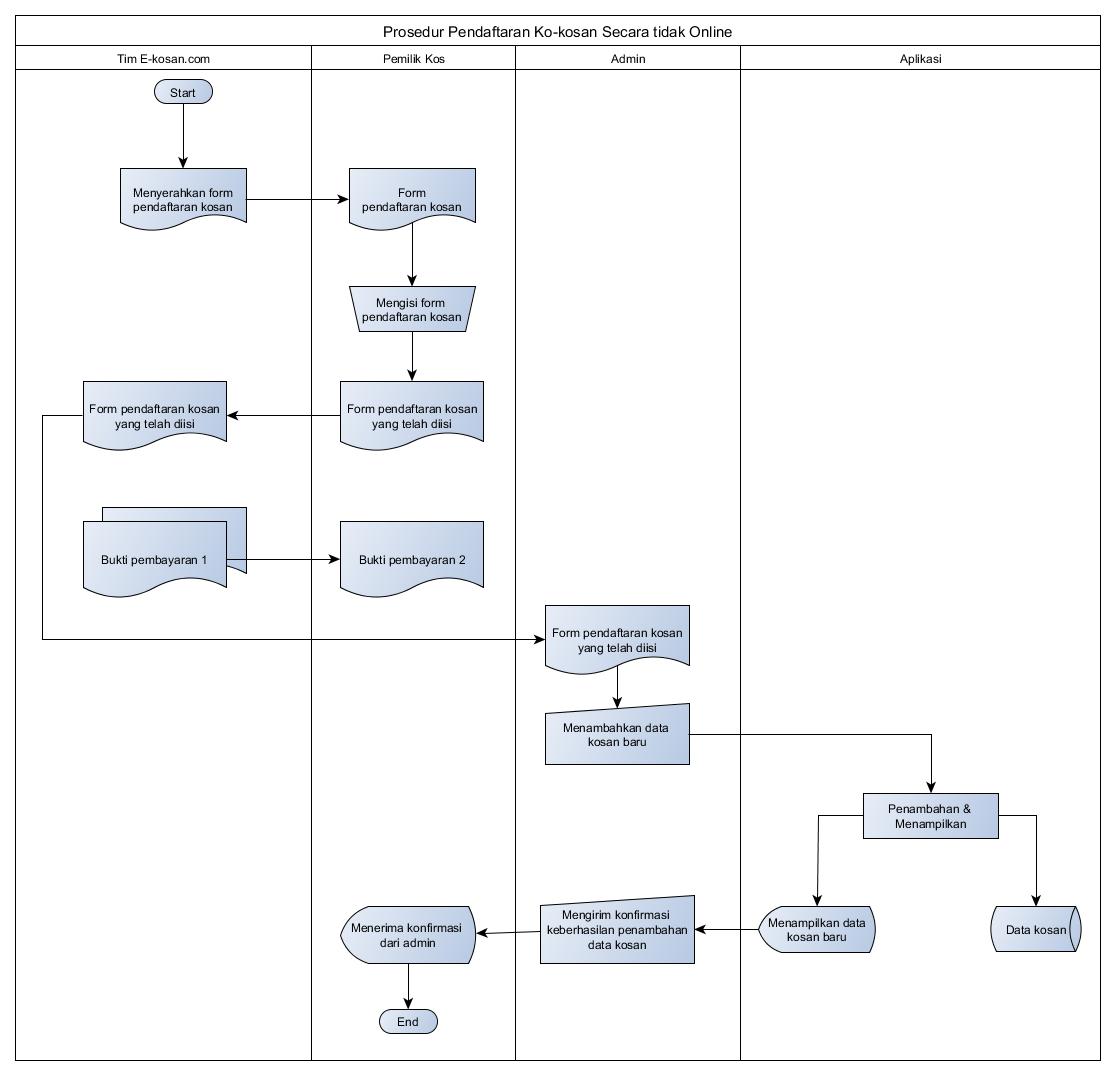 Prosedur Pendaftaran Ko-kosan Secara tidak Online
Tim E-kosan.com
Pemilik Kos
Admin
Aplikasi
Start
Menyerahkan form
pendaftaran kosan
Form
pendaftaran kosan
Mengisi form
pendaftaran kosan
Form pendaftaran kosan
yang telah diisi
Form pendaftaran kosan
yang telah diisi
Bukti pembayaran 1
Bukti pembayaran 2
Form pendaftaran kosan
yang telah diisi
Menambahkan data
kosan baru
Penambahan &
Menampilkan
Menerima konfirmasi
dari admin
Mengirim konfirmasi
keberhasilan penambahan
data kosan
Menampilkan data
kosan baru
Data kosan
End